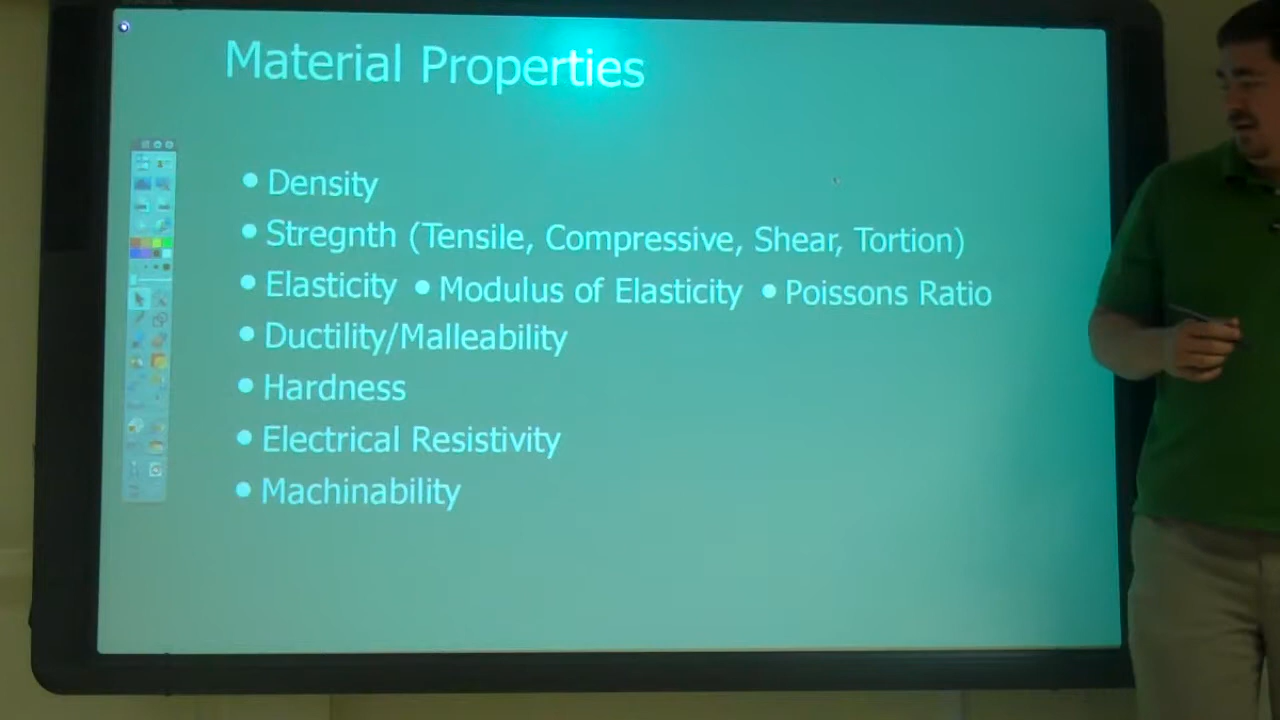 Material Properties
• Density
• Stregnth (Tensile, Compressive, Shear, Tortion)
• Elasticity • Modulus of Elasticity • Poissons Ratio
• Ductility/Malleability
• Hardness
• Electrical Resistivity
• Machinability